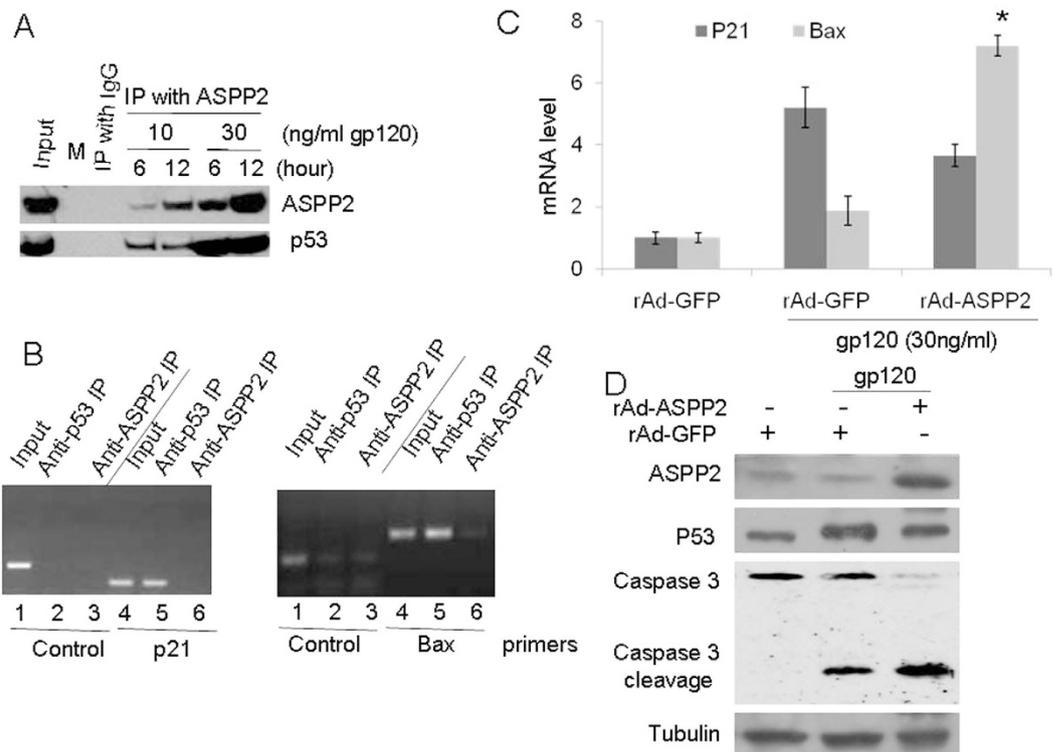 A
Input
M
IP with IgG
IP with ASPP2
10 30 (ng/ml gp120)
6 12 6 12 (hour)
ASPP2
p53
B
Input
Anti-p53 IP
Anti-ASPP2 IP
Input
Anti-p53 IP
Anti-ASPP2 IP
1 2 3 4 5 6
Control p21
Input
Anti-p53 IP
Anti-ASPP2 IP
Input
Anti-p53 IP
Anti-ASPP2 IP
1 2 3 4 5 6
Control Bax primers
C
P21 Bax
*
mRNA level
8
6
4
2
0
rAd-GFP rAd-GFP rAd-ASPP2
gp120 (30ng/ml)
D
gp120
rAd-ASPP2 - - +
rAd-GFP + + -
ASPP2
P53
Caspase 3
Caspase 3
cleavage
Tubulin